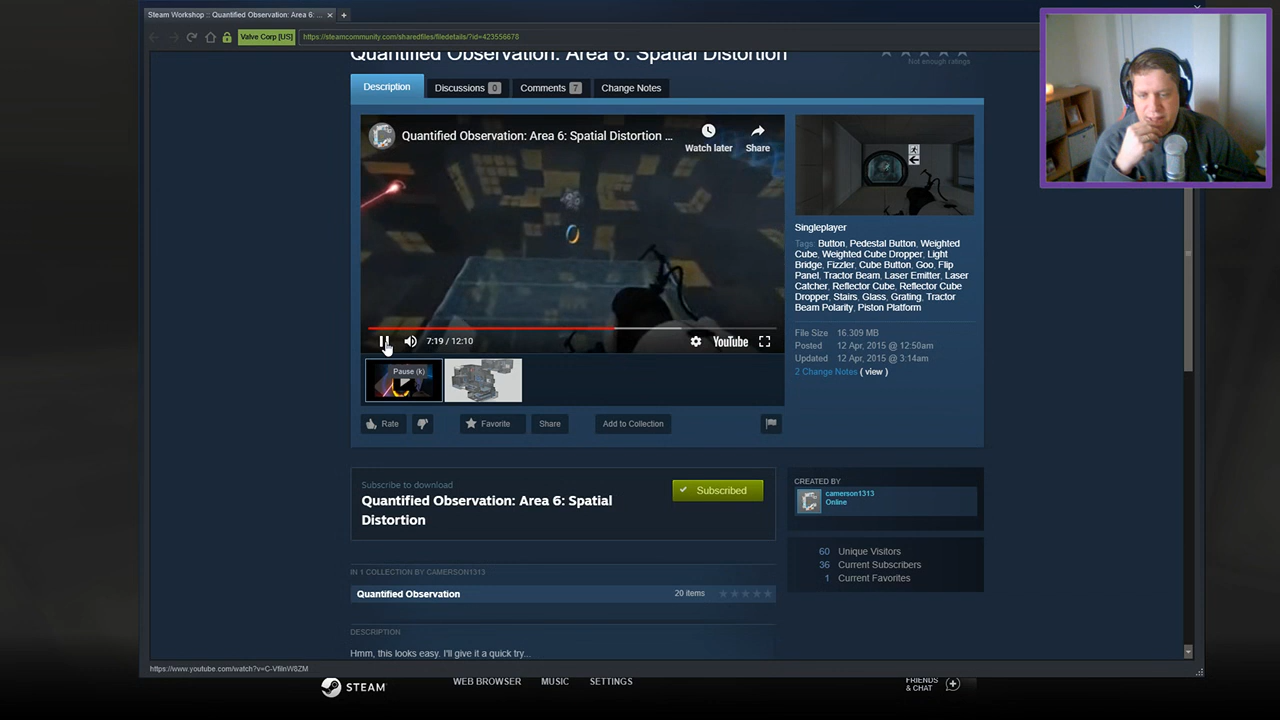 Steam Workshop :: Quantified Observation: Area 6: ...
Valve Corp [US]
https://steamcommunity.com/sharedfiles/filedetails/?id=423556678
Quantified Observation: Area 6: Spatial Distortion
Not enough ratings
Description
Discussions 0
Comments 7
Change Notes
Quantified Observation: Area 6: Spatial Distortion ...
Watch later
Share
7:19 / 12:10
YouTube
Pause (k)
Rate
Favorite
Share
Add to Collection
Singleplayer
Tags: Button, Pedestal Button, Weighted
Cube, Weighted Cube Dropper, Light
Bridge, Fizzler, Cube Button, Goo, Flip
Panel, Tractor Beam, Laser Emitter, Laser
Catcher, Reflector Cube, Reflector Cube
Dropper, Stairs, Glass, Grating, Tractor
Beam Polarity, Piston Platform
File Size 16.309 MB
Posted 12 Apr, 2015 @ 12:50am
Updated 12 Apr, 2015 @ 3:14am
2 Change Notes ( view )
Subscribe to download
Quantified Observation: Area 6: Spatial
Distortion
Subscribed
CREATED BY
camerson1313
Online
60 Unique Visitors
36 Current Subscribers
1 Current Favorites
IN 1 COLLECTION BY CAMERSON1313
Quantified Observation
20 items
DESCRIPTION
Hmm, this looks easy. I'll give it a quick try...
https://www.youtube.com/watch?v=C-VfilnW8ZM
STEAM
WEB BROWSER
MUSIC
SETTINGS
FRIENDS
& CHAT